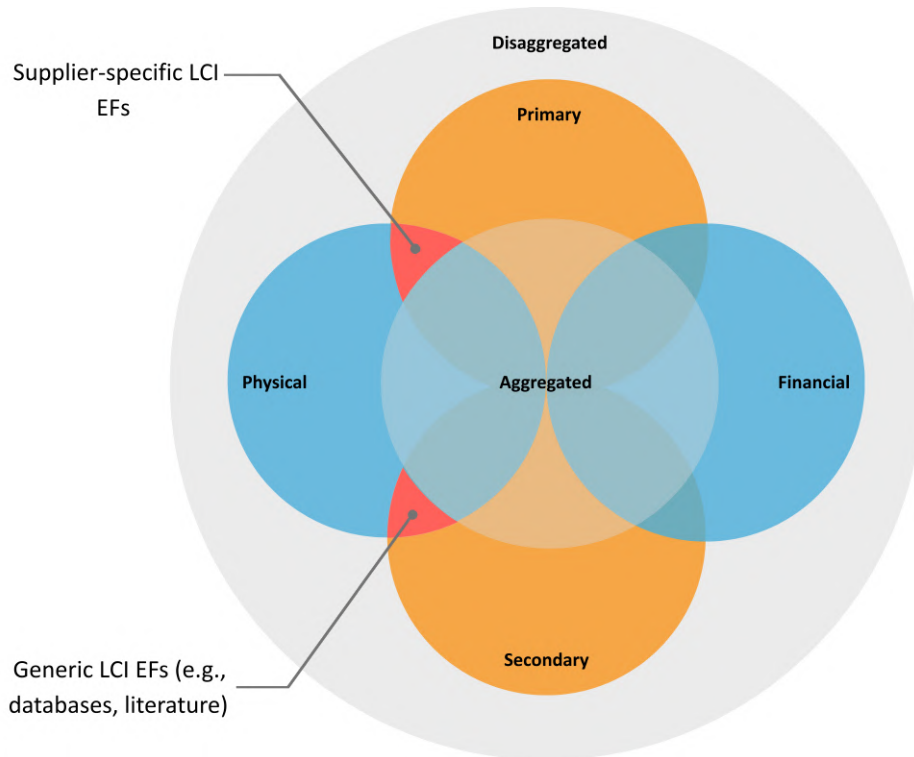 Disaggregated
Supplier-specific LCI
EFs
Primary
Physical
Aggregated
Financial
Secondary
Generic LCI EFs (e.g.,
databases, literature)